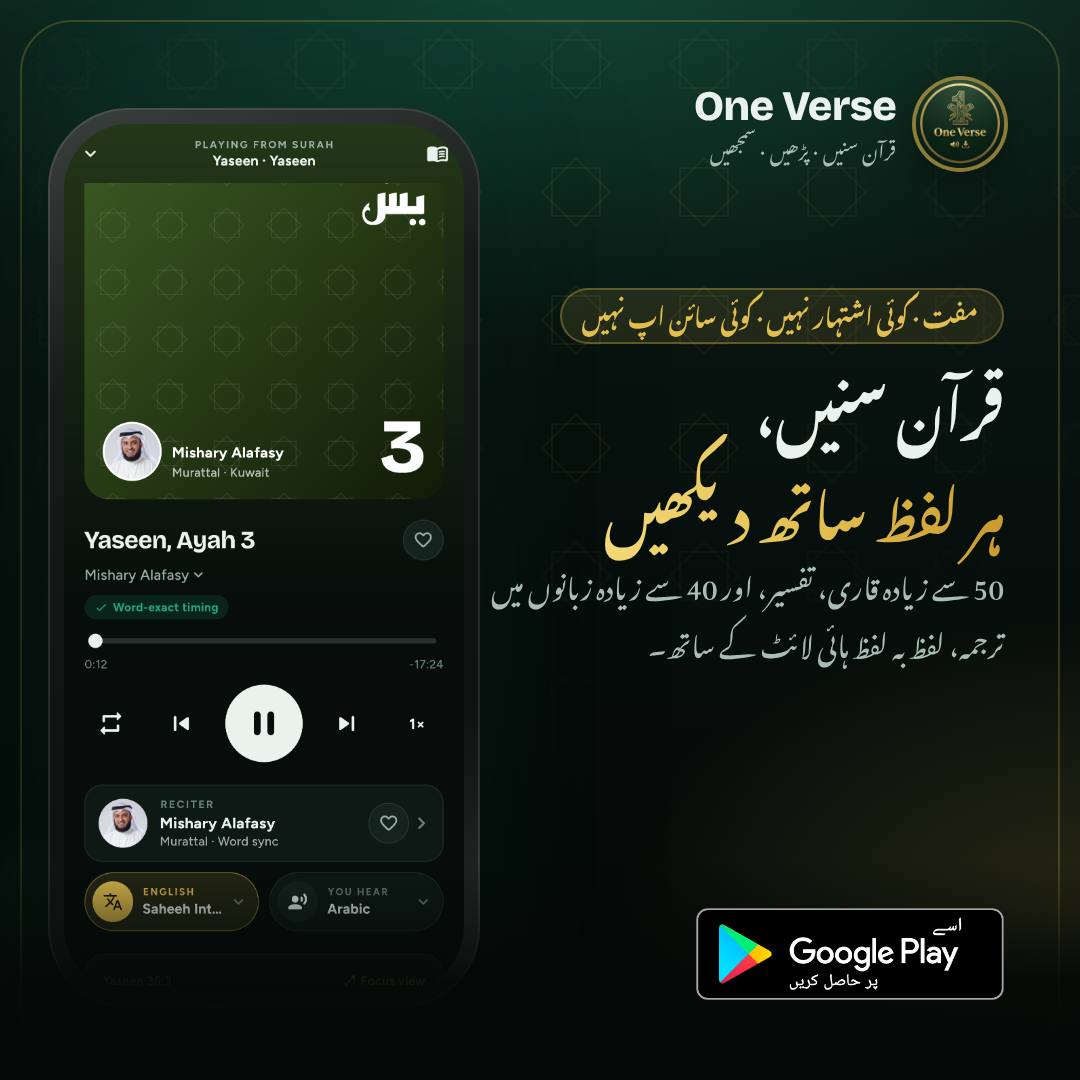 One Verse
قرآن سنیں · پڑھیں · سمجھیں
One Verse
PLAYING FROM SURAH
Yaseen · Yaseen
يس
3
Mishary Alafasy
Murattal · Kuwait
Yaseen, Ayah 3
Mishary Alafasy
Word-exact timing
0:12
-17:24
1×
RECITER
Mishary Alafasy
Murattal · Word sync
ENGLISH
Saheeh Int...
YOU HEAR
Arabic
Yaseen 36:3
Focus view
مفت · کوئی اشتہار نہیں · کوئی سائن اپ نہیں
قرآن سنیں،
ہر لفظ ساتھ دیکھیں
50 سے زیادہ قاری، تفسیر، اور 40 سے زیادہ زبانوں میں
ترجمہ، لفظ بہ لفظ ہائی لائٹ کے ساتھ۔
اسے
Google Play
پر حاصل کریں